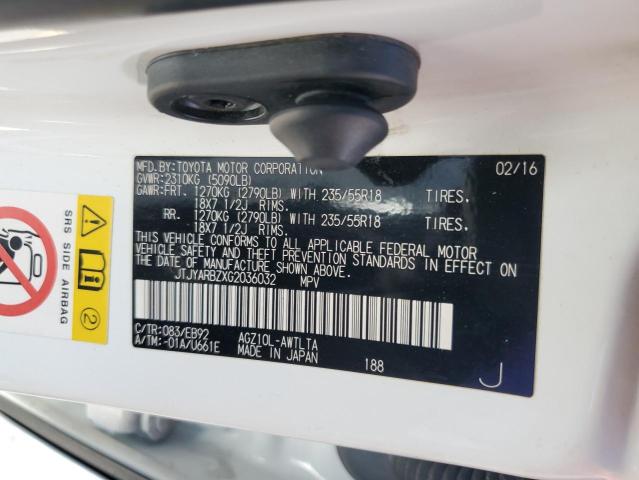 MFD.BY:TOYOTA MOTOR CORPORATION 02/16
GVWR:2310KG (5090LB)
GAWR:FRT. 1270KG (2790LB) WITH 235/55R18 TIRES.
18X7 1/2J RIMS.
RR. 1270KG (2790LB) WITH 235/55R18 TIRES.
18X7 1/2J RIMS.
THIS VEHICLE CONFORMS TO ALL APPLICABLE FEDERAL MOTOR
VEHICLE SAFETY AND THEFT PREVENTION STANDARDS IN EFFECT ON
THE DATE OF MANUFACTURE SHOWN ABOVE.
JTJYARBZXG2036032 MPV
C/TR:083/EB92 AGZ10L-AWTLTA
A/TM:-01A/U661E MADE IN JAPAN
188
J
SRS SIDE AIRBAG
2